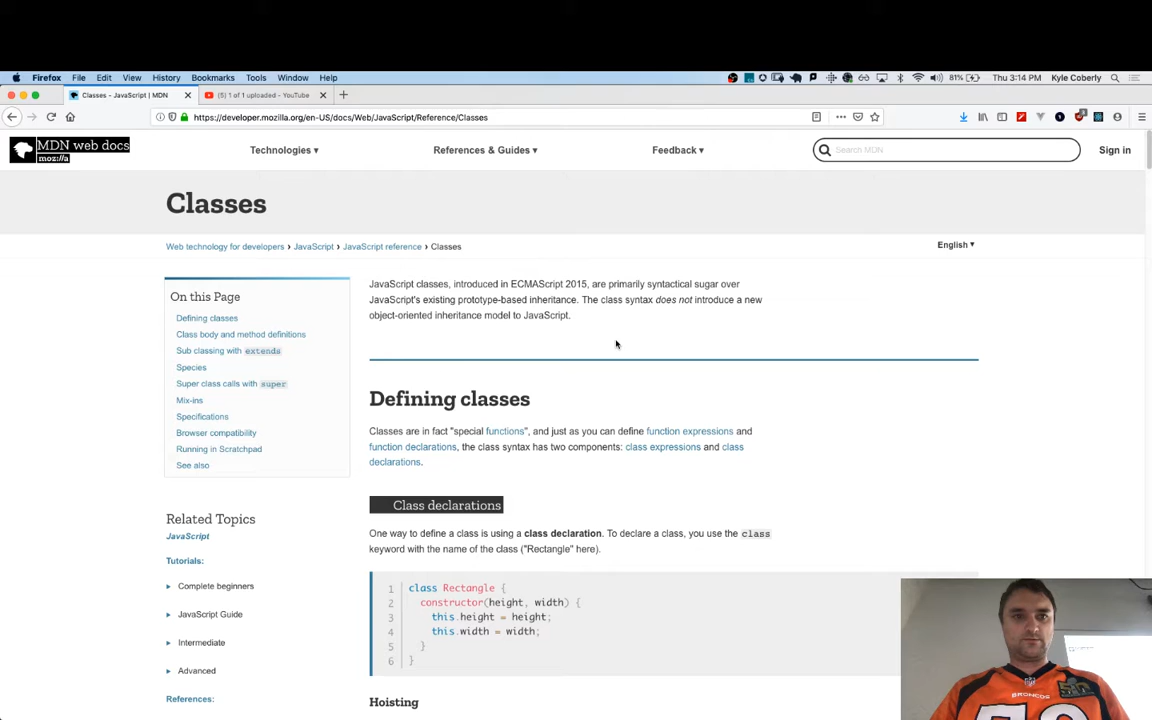 Firefox File Edit View History Bookmarks Tools Window Help 81% Thu 3:14 PM Kyle Coberly
Classes - JavaScript | MDN (5) 1 of 1 uploaded - YouTube
https://developer.mozilla.org/en-US/docs/Web/JavaScript/Reference/Classes
MDN web docs
moz://a
Technologies ▾ References & Guides ▾ Feedback ▾ Search MDN Sign in
Classes
Web technology for developers › JavaScript › JavaScript reference › Classes English ▾
On this Page
Defining classes
Class body and method definitions
Sub classing with extends
Species
Super class calls with super
Mix-ins
Specifications
Browser compatibility
Running in Scratchpad
See also
Related Topics
JavaScript
Tutorials:
Complete beginners
JavaScript Guide
Intermediate
Advanced
References:
JavaScript classes, introduced in ECMAScript 2015, are primarily syntactical sugar over
JavaScript's existing prototype-based inheritance. The class syntax does not introduce a new
object-oriented inheritance model to JavaScript.
Defining classes
Classes are in fact "special functions", and just as you can define function expressions and
function declarations, the class syntax has two components: class expressions and class
declarations.
Class declarations
One way to define a class is using a class declaration. To declare a class, you use the class
keyword with the name of the class ("Rectangle" here).
1 class Rectangle {
2 constructor(height, width) {
3 this.height = height;
4 this.width = width;
5 }
6 }
Hoisting
BRONCOS